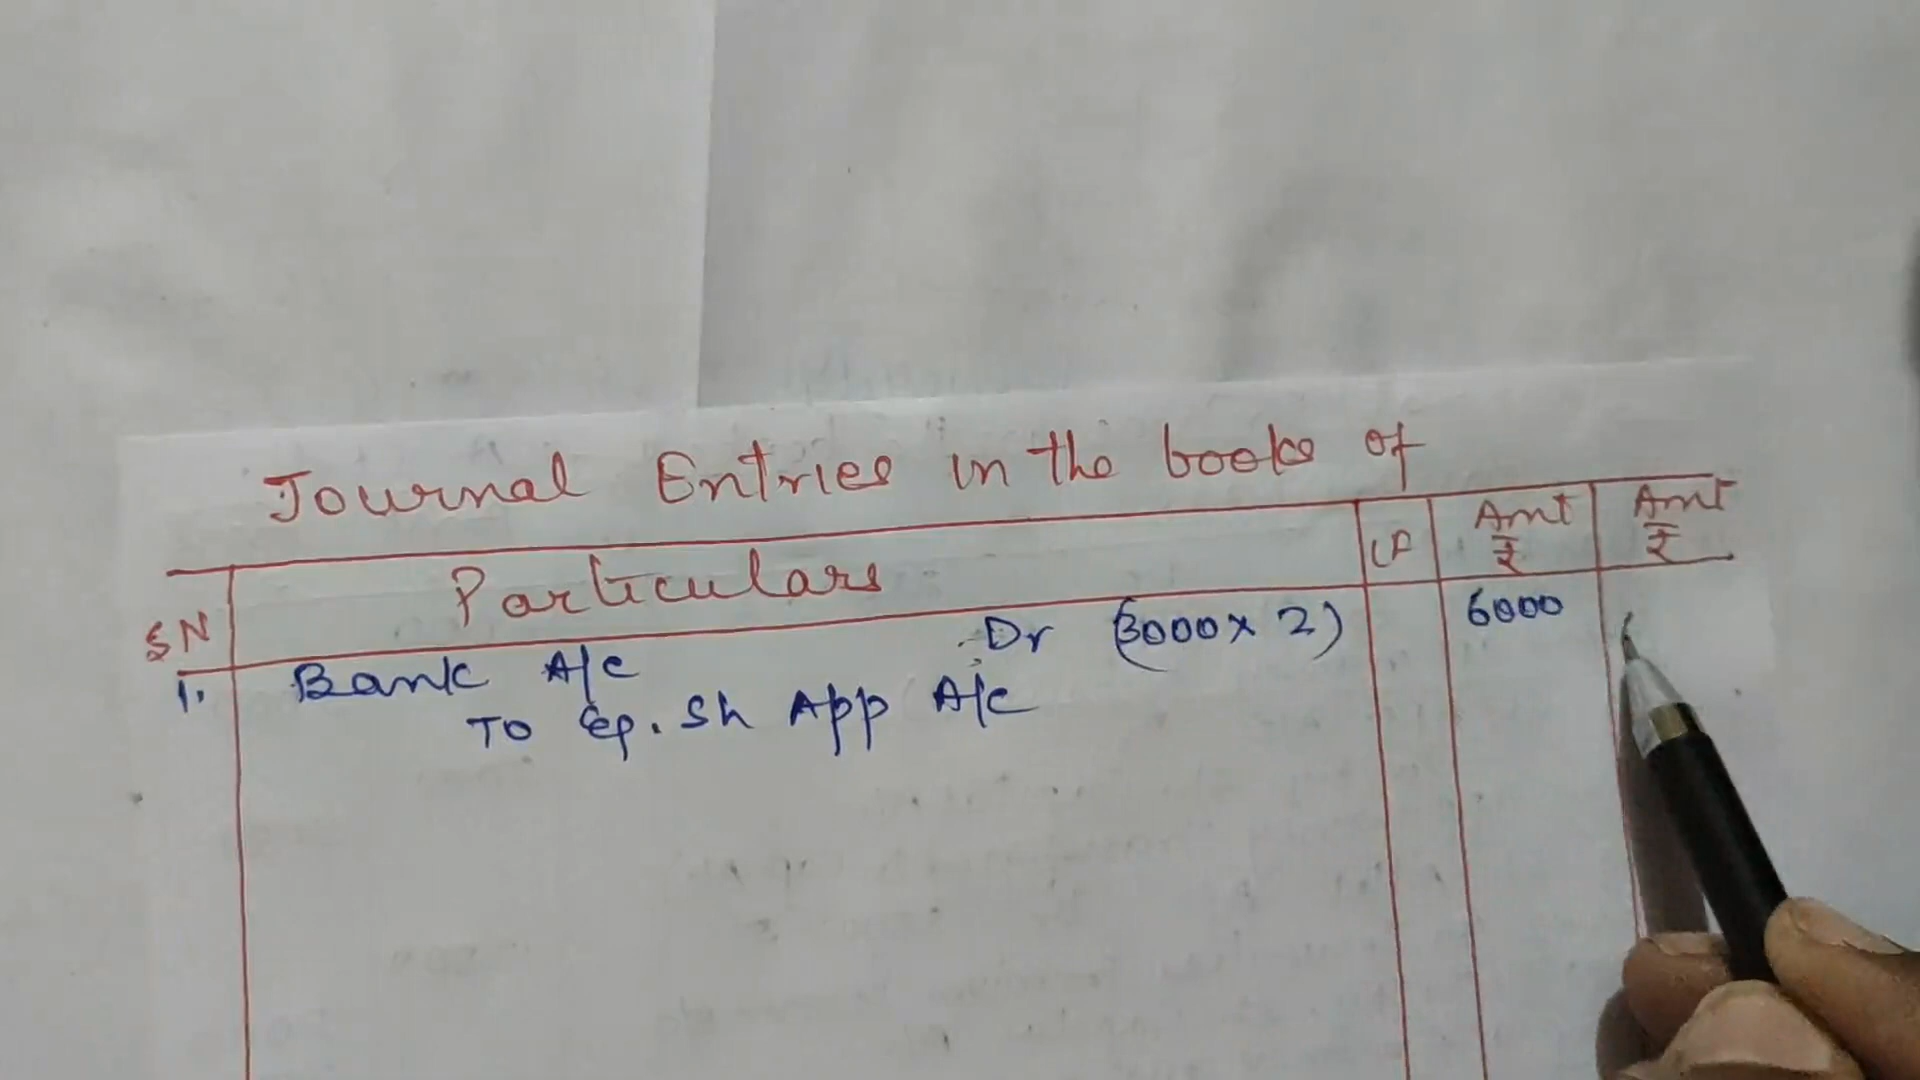 Journal Entries in the books of
SN Particulars LF Amt ₹ Amt ₹
1. Bank A/c Dr (3000 x 2) 6000
To Eq. Sh App A/c